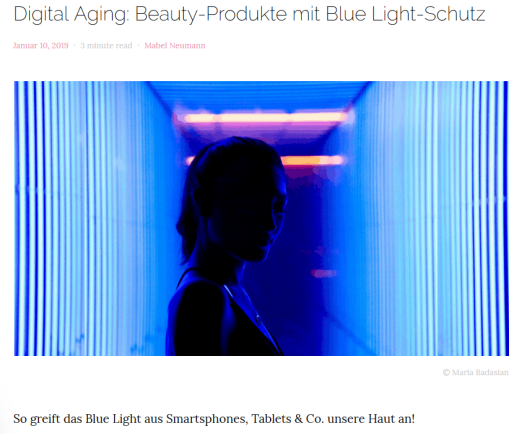 Digital Aging: Beauty-Produkte mit Blue Light-Schutz
Januar 10, 2019 · 3 minute read · Mabel Neumann
© Marta Badasian
So greift das Blue Light aus Smartsphones, Tablets & Co. unsere Haut an!